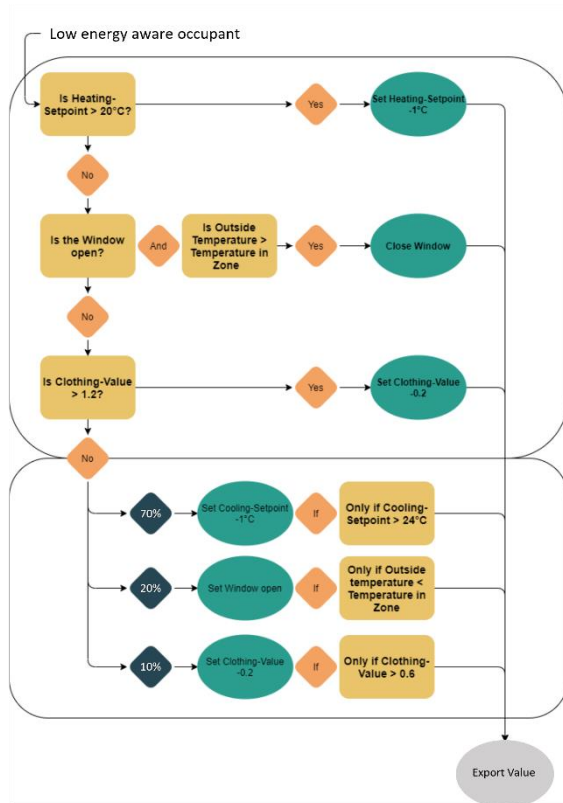 Low energy aware occupant
Is Heating-
Setpoint > 20°C?
Yes
Set Heating-Setpoint
-1°C
No
Is the Window
open?
And
Is Outside
Temperature >
Temperature in
Zone
Yes
Close Window
No
Is Clothing-Value
> 1.2?
Yes
Set Clothing-Value
-0.2
No
70%
Set Cooling-Setpoint
-1°C
If
Only if Cooling-
Setpoint > 24°C
20%
Set Window open
If
Only if Outside
temperature <
Temperature in
Zone
10%
Set Clothing-Value
-0.2
If
Only if Clothing-
Value > 0.6
Export Value